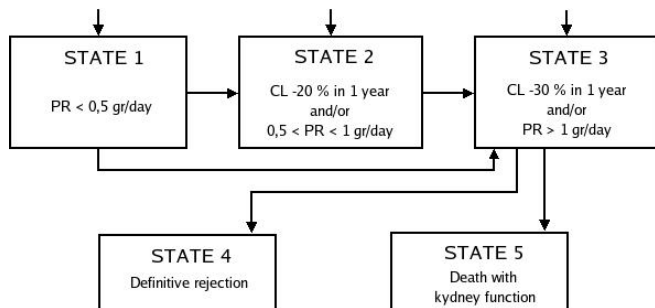 STATE 1
PR < 0,5 gr/day
STATE 2
CL -20 % in 1 year
and/or
0,5 < PR < 1 gr/day
STATE 3
CL -30 % in 1 year
and/or
PR > 1 gr/day
STATE 4
Definitive rejection
STATE 5
Death with
kydney function